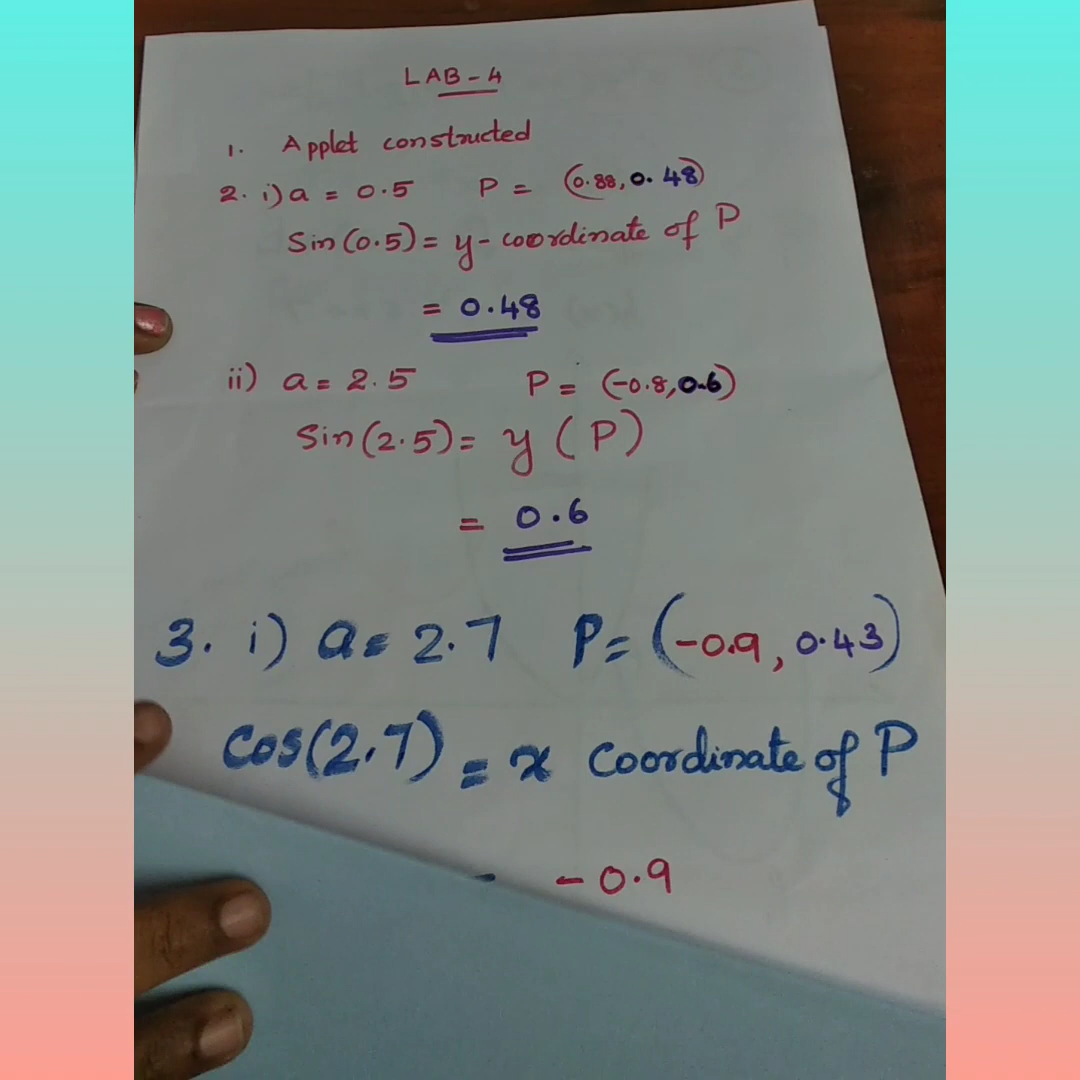 LAB-4
1. Applet constructed
2. i) a = 0.5 P = (0.88, 0.48)
Sin(0.5) = y-coordinate of P
= 0.48
ii) a = 2.5 P = (-0.8, 0.6)
Sin(2.5) = y (P)
= 0.6
3. i) a = 2.7 P = (-0.9, 0.43)
Cos(2.7) = x coordinate of P
- 0.9